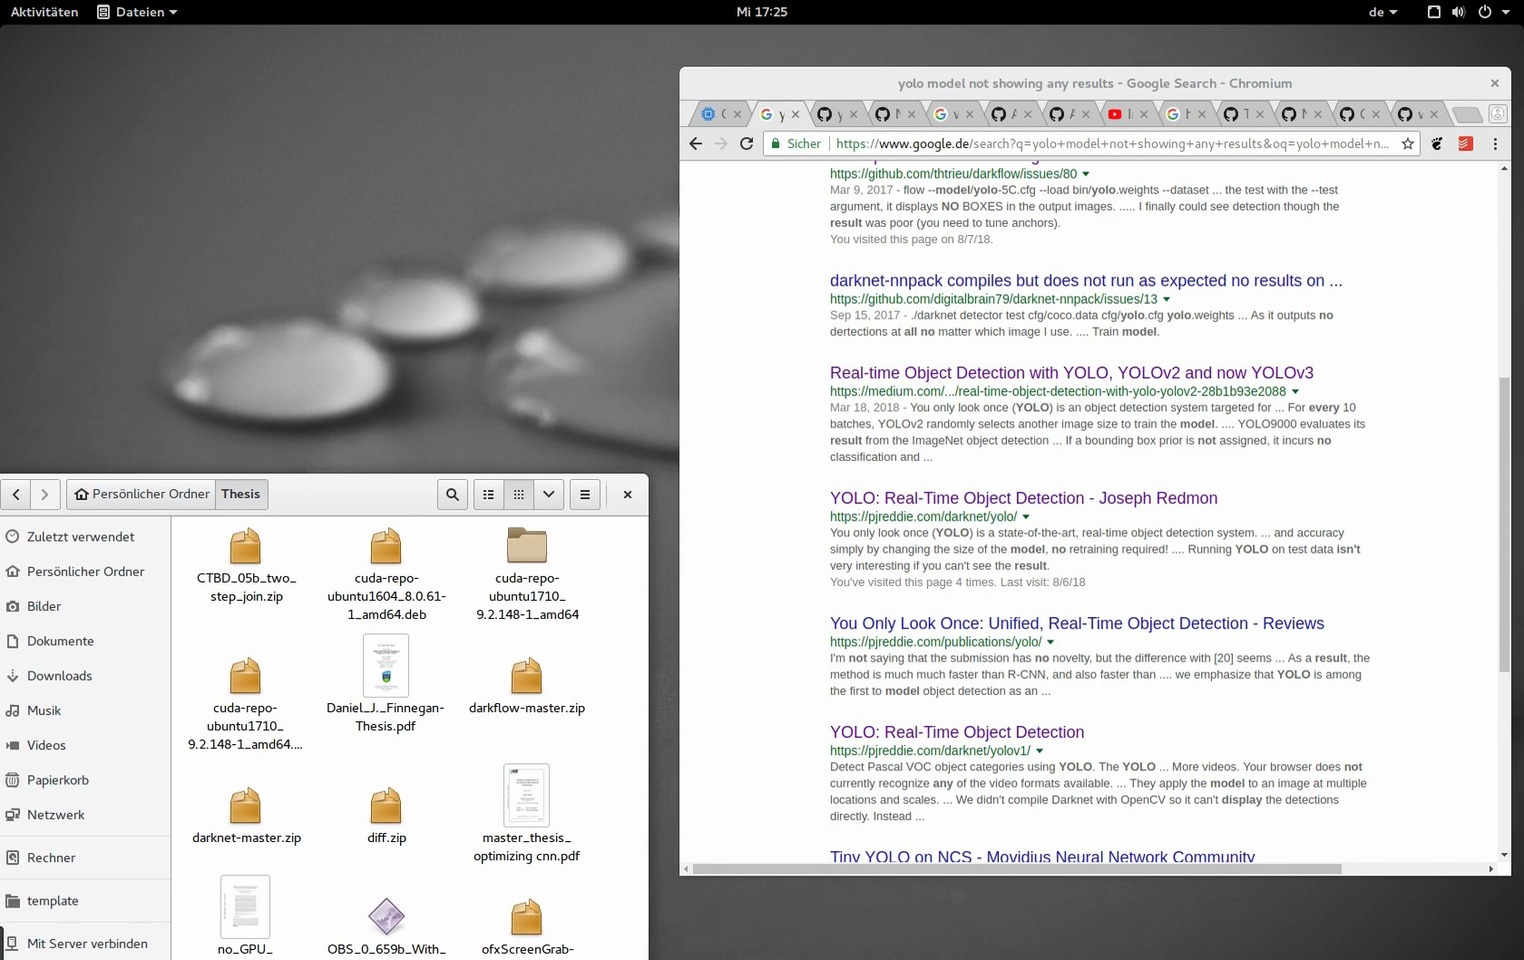 Aktivitäten
Dateien
Mi 17:25
de
yolo model not showing any results - Google Search - Chromium
Sicher
https://www.google.de/search?q=yolo+model+not+showing+any+results&oq=yolo+model+n...
https://github.com/thtrieu/darkflow/issues/80
Mar 9, 2017 - flow --model/yolo-5C.cfg --load bin/yolo.weights --dataset ... the test with the --test
argument, it displays NO BOXES in the output images. ..... I finally could see detection though the
result was poor (you need to tune anchors).
You visited this page on 8/7/18.
darknet-nnpack compiles but does not run as expected no results on ...
https://github.com/digitalbrain79/darknet-nnpack/issues/13
Sep 15, 2017 - ./darknet detector test cfg/coco.data cfg/yolo.cfg yolo.weights ... As it outputs no
dertections at all no matter which image I use. .... Train model.
Real-time Object Detection with YOLO, YOLOv2 and now YOLOv3
https://medium.com/.../real-time-object-detection-with-yolo-yolov2-28b1b93e2088
Mar 18, 2018 - You only look once (YOLO) is an object detection system targeted for ... For every 10
batches, YOLOv2 randomly selects another image size to train the model. .... YOLO9000 evaluates its
result from the ImageNet object detection ... If a bounding box prior is not assigned, it incurs no
classification and ...
YOLO: Real-Time Object Detection - Joseph Redmon
https://pjreddie.com/darknet/yolo/
You only look once (YOLO) is a state-of-the-art, real-time object detection system. ... and accuracy
simply by changing the size of the model, no retraining required! .... Running YOLO on test data isn't
very interesting if you can't see the result.
You've visited this page 4 times. Last visit: 8/6/18
You Only Look Once: Unified, Real-Time Object Detection - Reviews
https://pjreddie.com/publications/yolo/
I'm not saying that the submission has no novelty, but the difference with [20] seems ... As a result, the
method is much much faster than R-CNN, and also faster than .... we emphasize that YOLO is among
the first to model object detection as an ...
YOLO: Real-Time Object Detection
https://pjreddie.com/darknet/yolov1/
Detect Pascal VOC object categories using YOLO. The YOLO ... More videos. Your browser does not
currently recognize any of the video formats available. ... They apply the model to an image at multiple
locations and scales. ... We didn't compile Darknet with OpenCV so it can't display the detections
directly. Instead ...
Tiny YOLO on NCS - Movidius Neural Network Community
Persönlicher Ordner
Thesis
Zuletzt verwendet
Persönlicher Ordner
Bilder
Dokumente
Downloads
Musik
Videos
Papierkorb
Netzwerk
Rechner
template
Mit Server verbinden
CTBD_05b_two_
step_join.zip
cuda-repo-
ubuntu1604_8.0.61-
1_amd64.deb
cuda-repo-
ubuntu1710_
9.2.148-1_amd64
cuda-repo-
ubuntu1710_
9.2.148-1_amd64....
Daniel_J._Finnegan-
Thesis.pdf
darkflow-master.zip
darknet-master.zip
diff.zip
master_thesis_
optimizing cnn.pdf
no_GPU_
OBS_0_659b_With_
ofxScreenGrab-